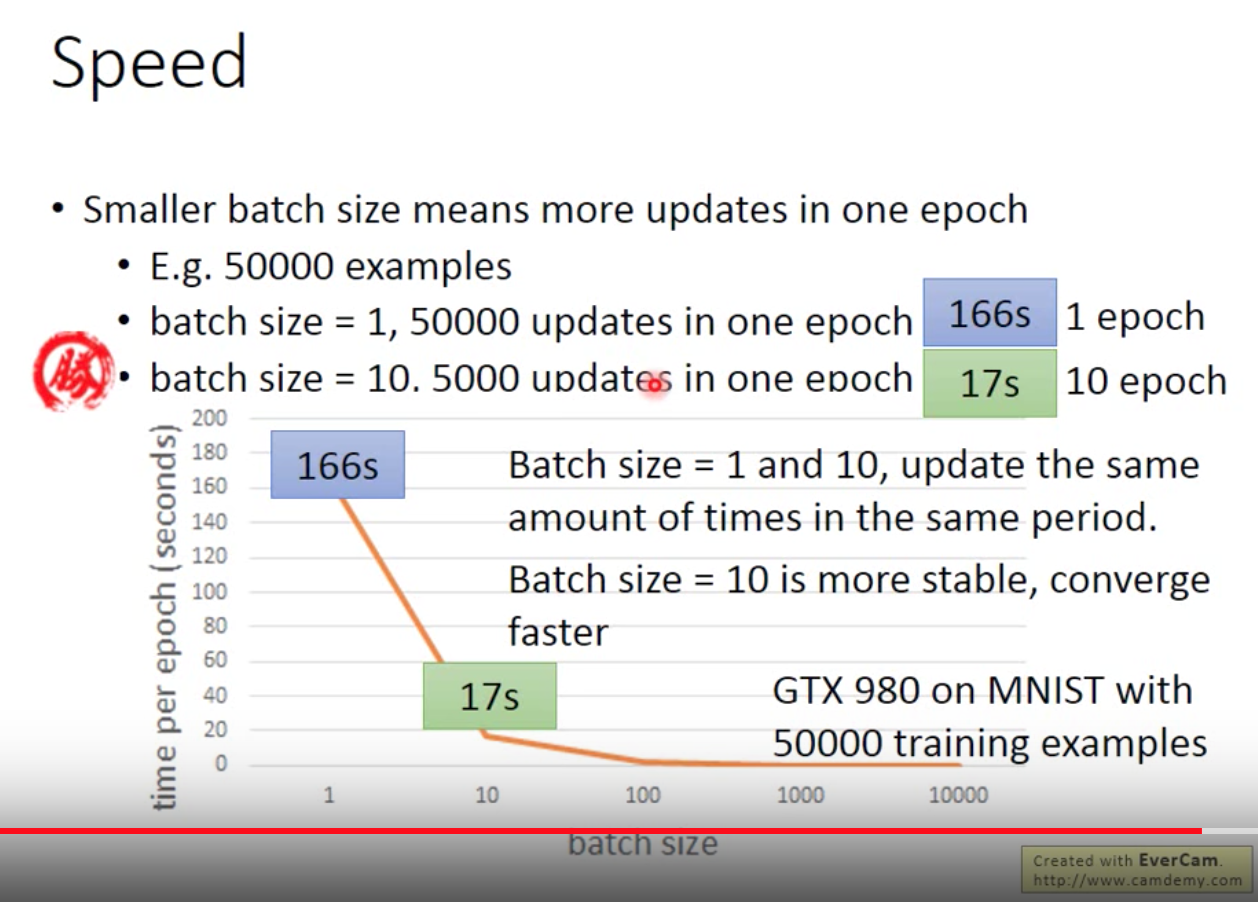 Speed
• Smaller batch size means more updates in one epoch
• E.g. 50000 examples
• batch size = 1, 50000 updates in one epoch 166s 1 epoch
勝 • batch size = 10, 5000 updates in one epoch 17s 10 epoch
200
180
160
140
120
100
80
60
40
20
0
time per epoch (seconds)
166s
17s
Batch size = 1 and 10, update the same
amount of times in the same period.
Batch size = 10 is more stable, converge
faster
GTX 980 on MNIST with
50000 training examples
1 10 100 1000 10000
batch size
Created with EverCam.
http://www.camdemy.com